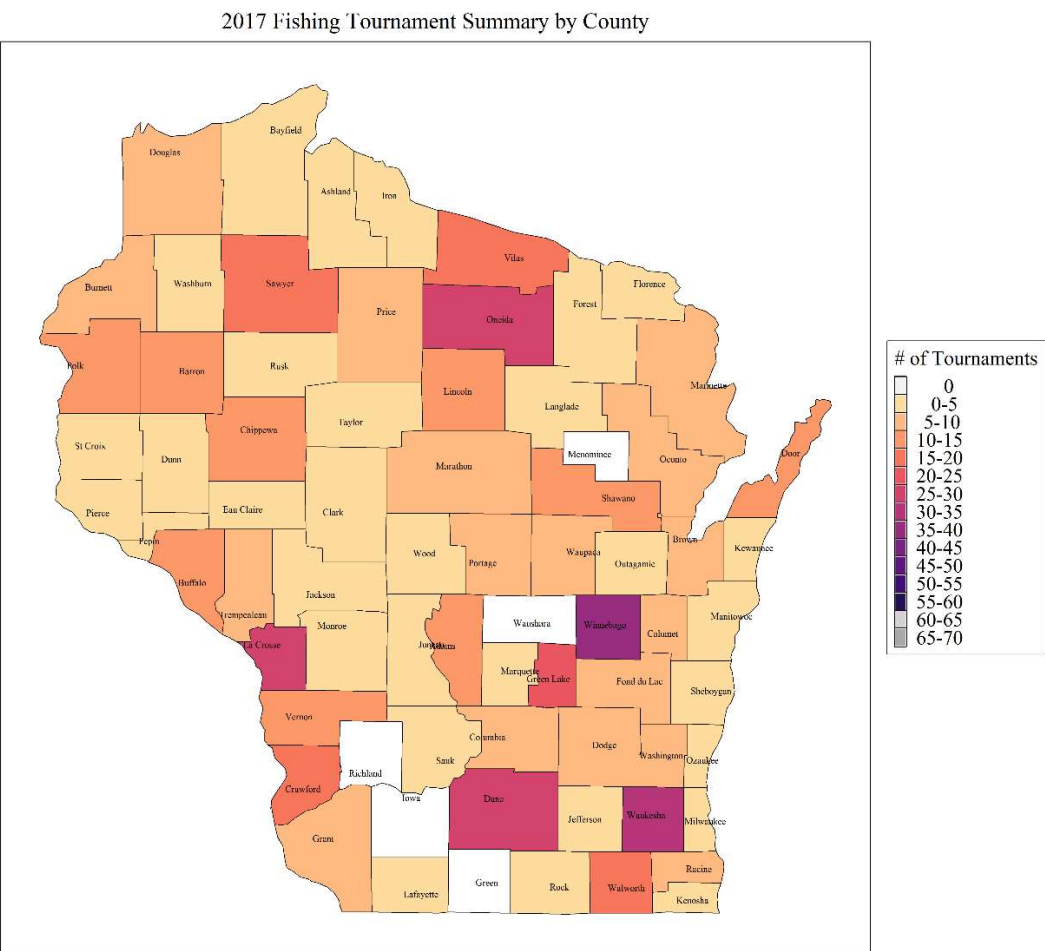 2017 Fishing Tournament Summary by County
Bayfield
Douglas
Ashland
Iron
Vilas
Washburn
Sawyer
Florence
Burnett
Forest
Price
Oneida
Polk
Barron
Rusk
Marinette
Lincoln
Langlade
Taylor
Chippewa
St Croix
Menominee
Door
Dunn
Oconto
Marathon
Shawano
Pierce
Eau Claire
Clark
Pepin
Brown
Kewaunee
Wood
Waupaca
Portage
Outagamie
Buffalo
Jackson
Trempealeau
Monroe
Waushara
Winnebago
Manitowoc
Calumet
La Crosse
Juneau
Adams
Marquette
Green Lake
Fond du Lac
Sheboygan
Vernon
Columbia
Dodge
Washington
Sauk
Ozaukee
Richland
Crawford
Iowa
Dane
Waukesha
Jefferson
Milwaukee
Grant
Racine
Green
Rock
Walworth
Lafayette
Kenosha
# of Tournaments
0
0-5
5-10
10-15
15-20
20-25
25-30
30-35
35-40
40-45
45-50
50-55
55-60
60-65
65-70